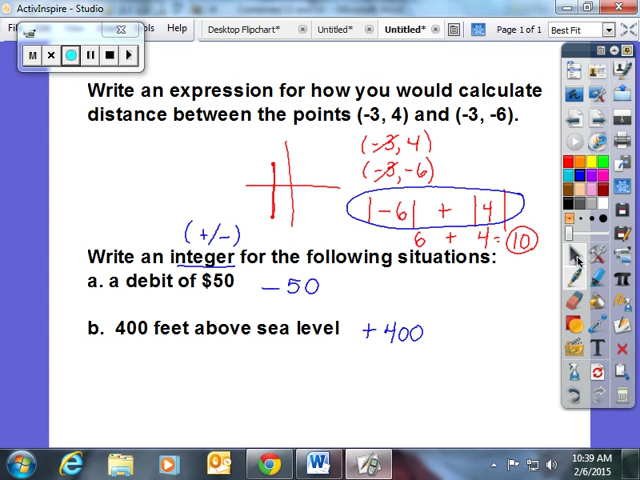 ActivInspire - Studio
File
Tools
Help
Desktop Flipchart*
Untitled*
Untitled*
Page 1 of 1
Best Fit
M
Write an expression for how you would calculate
distance between the points (-3, 4) and (-3, -6).
(-3, 4)
(-3, -6)
|-6| + |4|
6 + 4 = 10
(+/-)
Write an integer for the following situations:
a. a debit of $50 - 50
b. 400 feet above sea level + 400
10:39 AM
2/6/2015